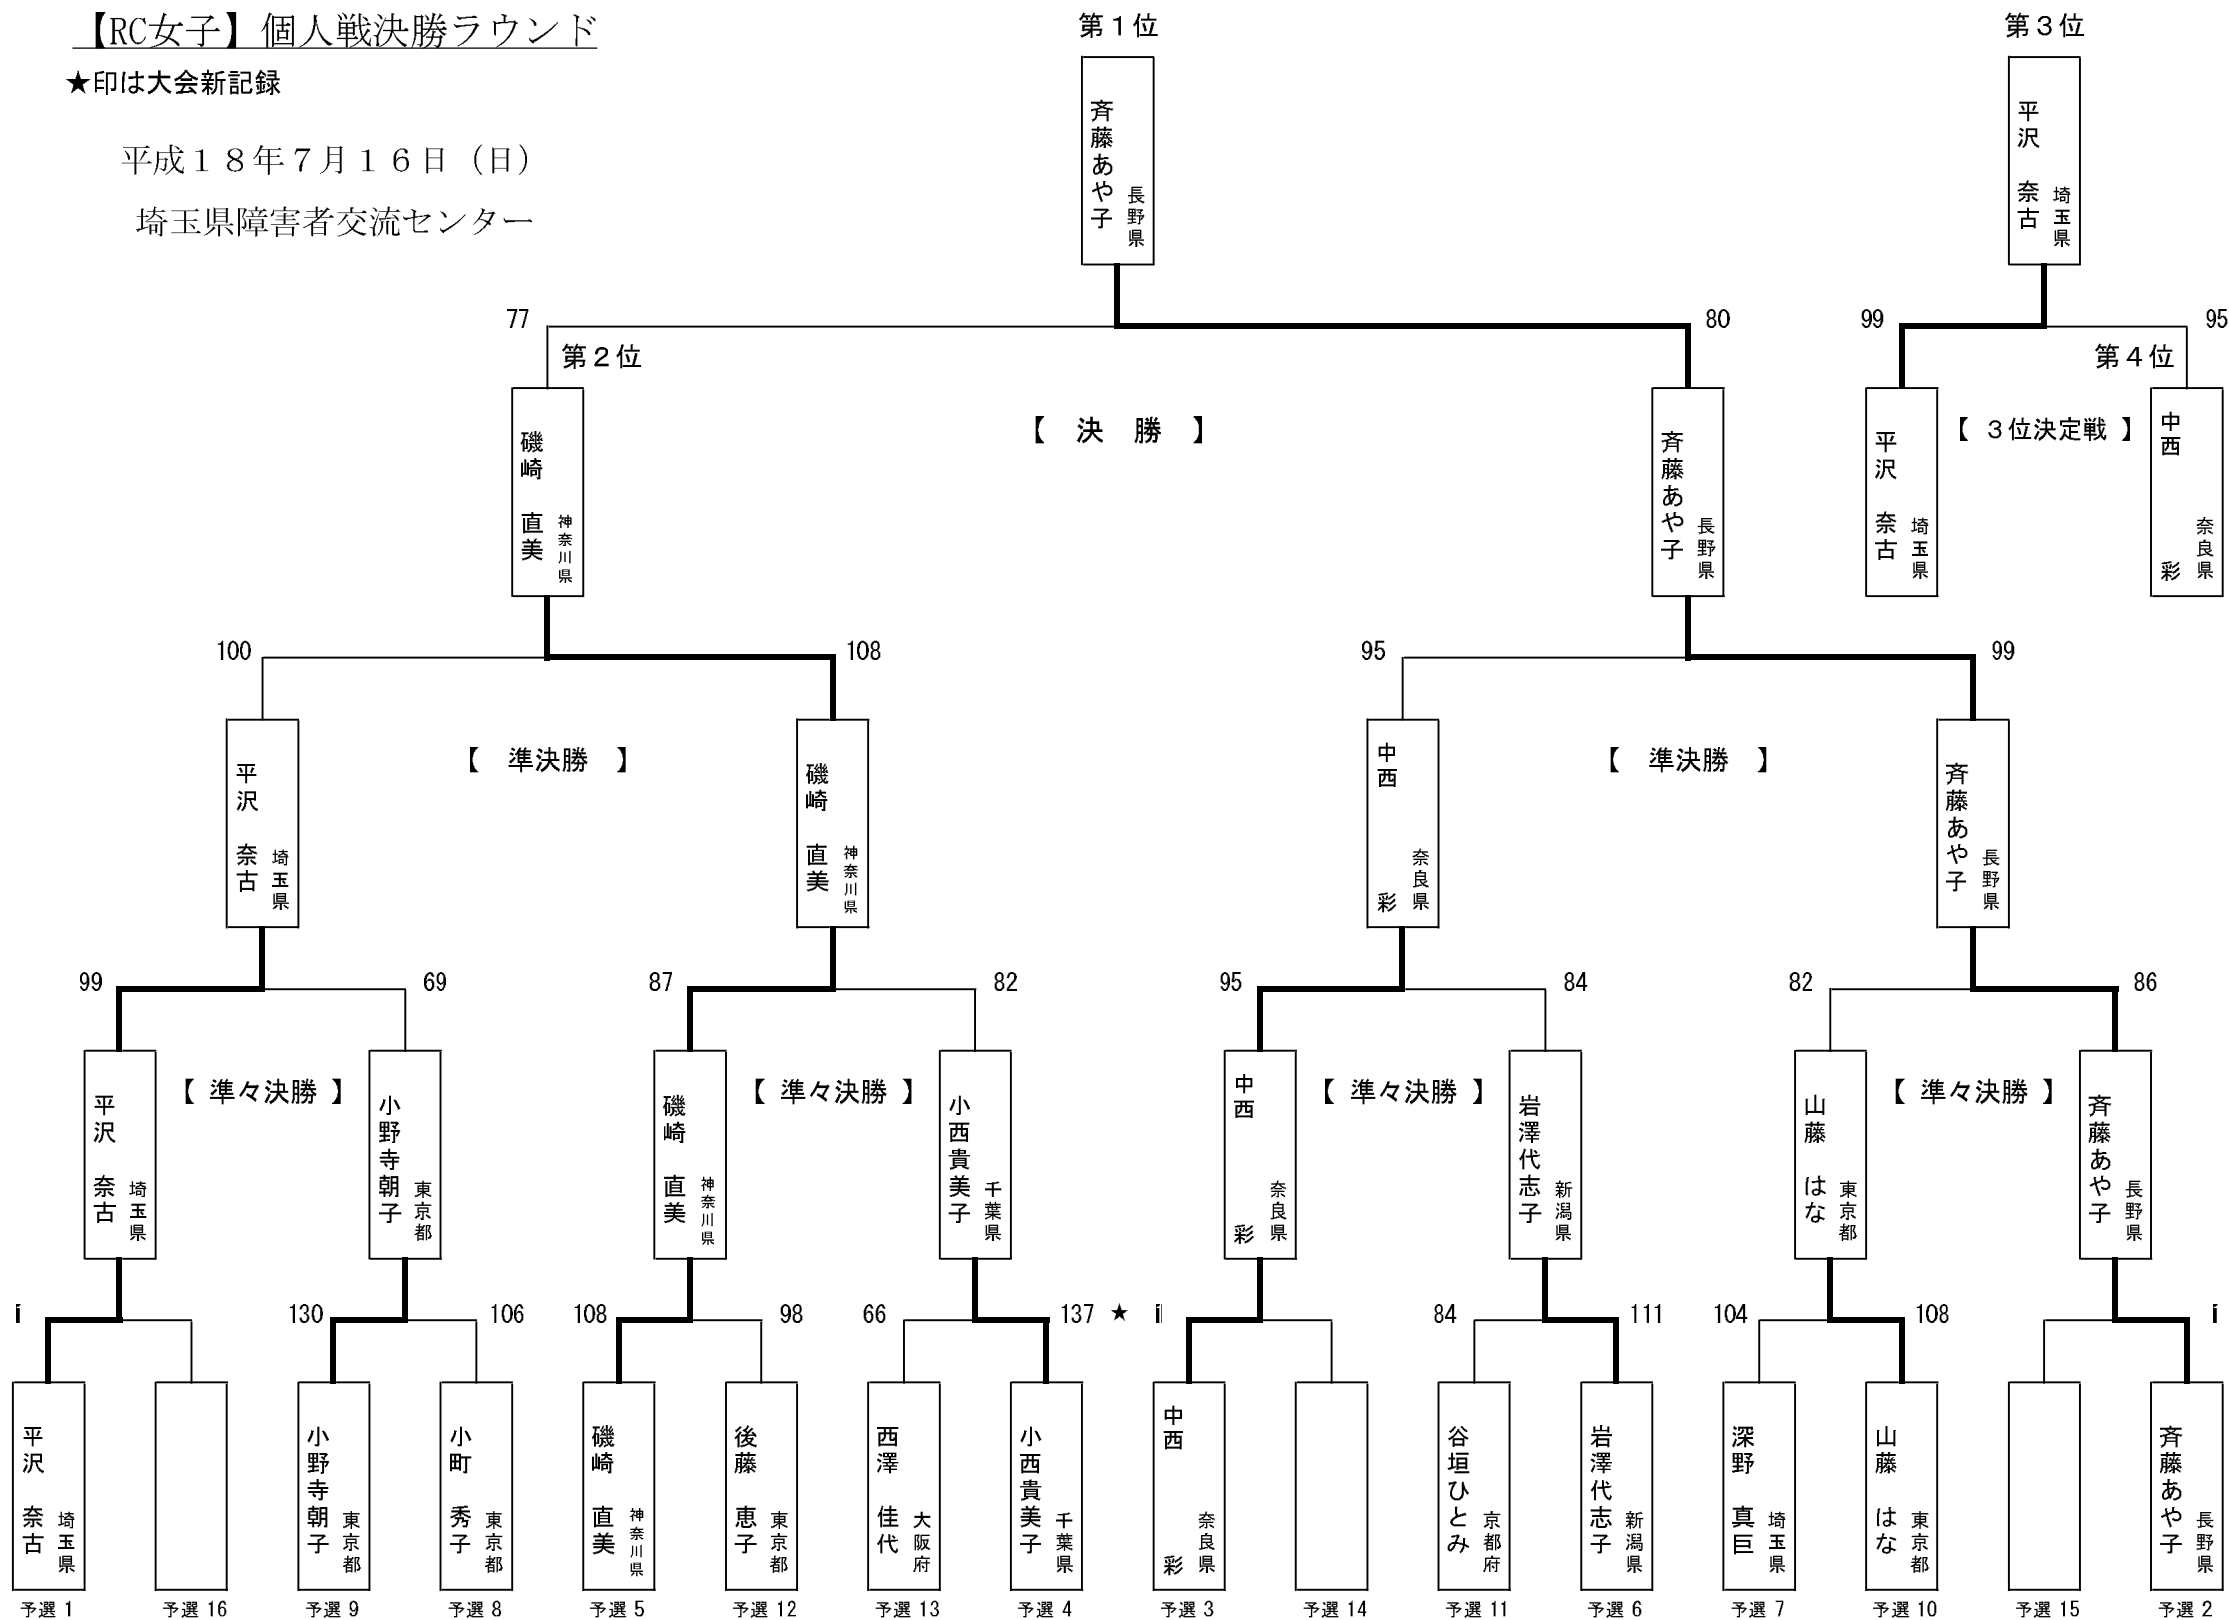 【RC女子】個人戦決勝ラウンド
★印は大会新記録
平成１８年７月１６日（日）
埼玉県障害者交流センター
第１位
斉藤あや子 長野県
第３位
平沢 奈古 埼玉県
77
第２位
80
99
95
第４位
【 決 勝 】
【 ３位決定戦 】
磯崎 直美 神奈川県
斉藤あや子 長野県
平沢 奈古 埼玉県
中西 彩 奈良県
100
108
95
99
【 準決勝 】
【 準決勝 】
平沢 奈古 埼玉県
磯崎 直美 神奈川県
中西 彩 奈良県
斉藤あや子 長野県
99
69
87
82
95
84
82
86
【 準々決勝 】
【 準々決勝 】
【 準々決勝 】
【 準々決勝 】
平沢 奈古 埼玉県
小野寺朝子 東京都
磯崎 直美 神奈川県
小西貴美子 千葉県
中西 彩 奈良県
岩澤代志子 新潟県
山藤 はな 東京都
斉藤あや子 長野県
130
106
108
98
66
137 ★
84
111
104
108
平沢 奈古 埼玉県
小野寺朝子 東京都
小町 秀子 東京都
磯崎 直美 神奈川県
後藤 恵子 東京都
西澤 佳代 大阪府
小西貴美子 千葉県
中西 彩 奈良県
谷垣ひとみ 京都府
岩澤代志子 新潟県
深野 真巨 埼玉県
山藤 はな 東京都
斉藤あや子 長野県
予選 1
予選 16
予選 9
予選 8
予選 5
予選 12
予選 13
予選 4
予選 3
予選 14
予選 11
予選 6
予選 7
予選 10
予選 15
予選 2